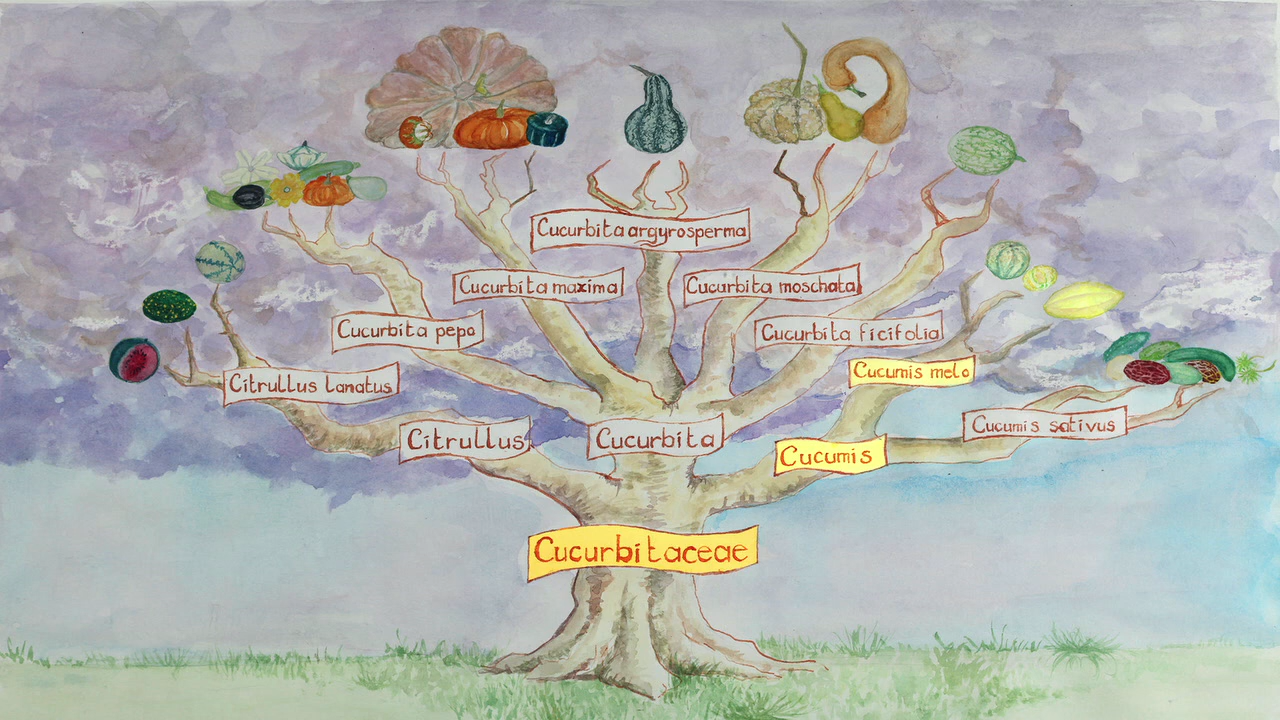 Cucurbita argyrosperma
Cucurbita maxima
Cucurbita moschata
Cucurbita pepo
Cucurbita ficifolia
Citrullus lanatus
Cucumis melo
Cucumis sativus
Citrullus
Cucurbita
Cucumis
Cucurbitaceae